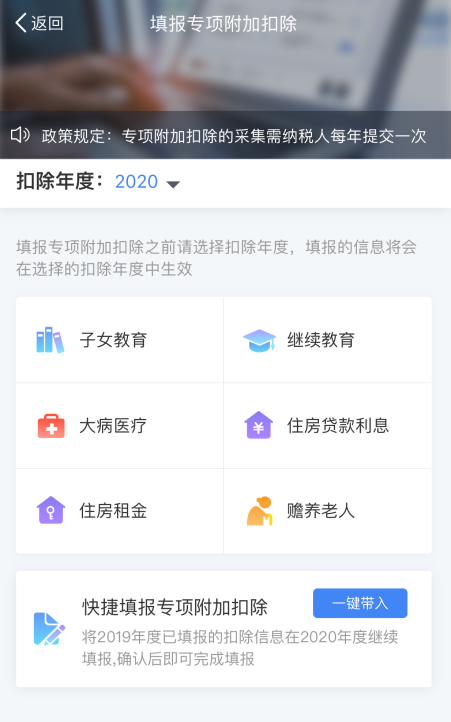 返回
填报专项附加扣除
政策规定：专项附加扣除的采集需纳税人每年提交一次
扣除年度：2020
填报专项附加扣除之前请选择扣除年度，填报的信息将会
在选择的扣除年度中生效
子女教育
继续教育
大病医疗
住房贷款利息
住房租金
赡养老人
快捷填报专项附加扣除
一键带入
将2019年度已填报的扣除信息在2020年度继续
填报,确认后即可完成填报